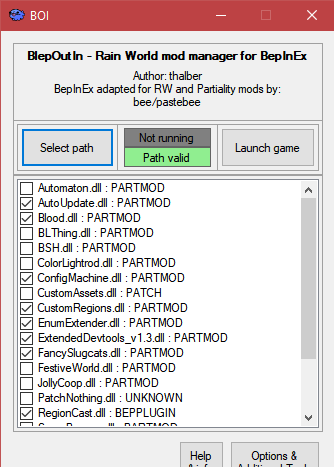 BOI
BlepOutIn - Rain World mod manager for BepInEx
Author: thalber
BepInEx adapted for RW and Partiality mods by:
bee/pastebee
Select path
Not running
Path valid
Launch game
Automaton.dll : PARTMOD
AutoUpdate.dll : PARTMOD
Blood.dll : PARTMOD
BLThing.dll : PARTMOD
BSH.dll : PARTMOD
ColorLightrod.dll : PARTMOD
ConfigMachine.dll : PARTMOD
CustomAssets.dll : PATCH
CustomRegions.dll : PARTMOD
EnumExtender.dll : PARTMOD
ExtendedDevtools_v1.3.dll : PARTMOD
FancySlugcats.dll : PARTMOD
FestiveWorld.dll : PARTMOD
JollyCoop.dll : PARTMOD
PatchNothing.dll : UNKNOWN
RegionCast.dll : BEPPLUGIN
Help
Options &